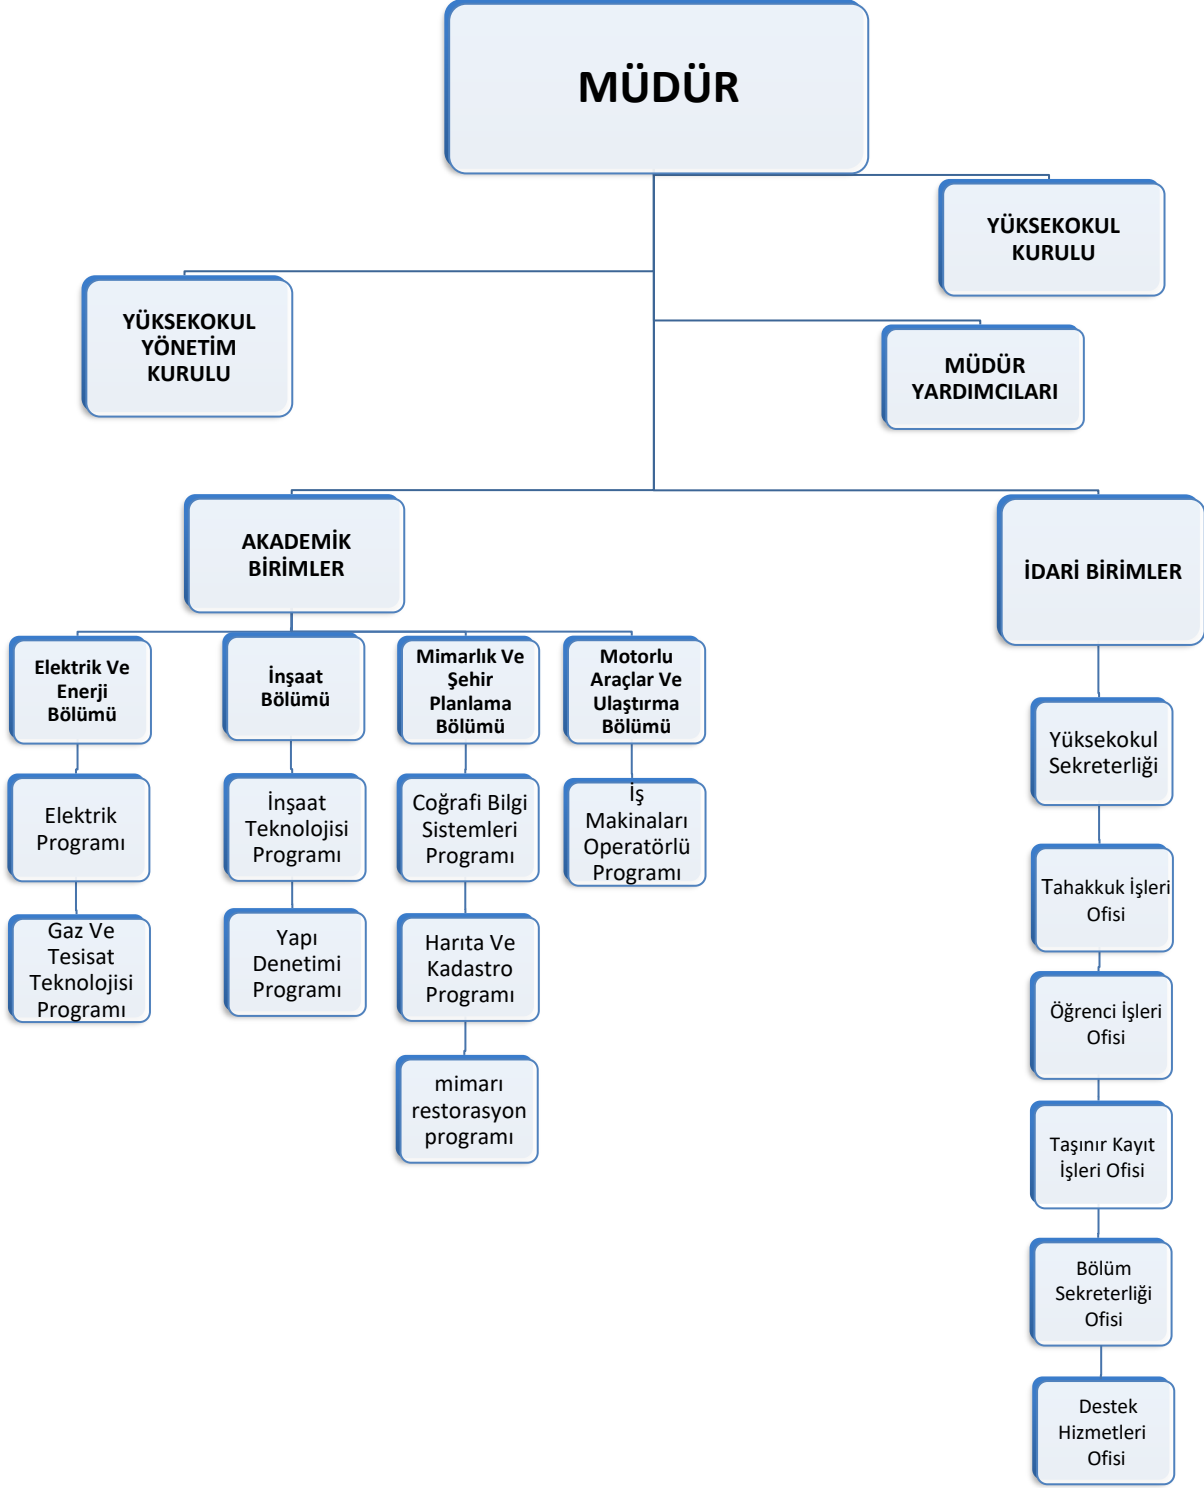 MÜDÜR
YÜKSEKOKUL
KURULU
YÜKSEKOKUL
YÖNETİM
KURULU
MÜDÜR
YARDIMCILARI
AKADEMİK
BİRİMLER
İDARİ BİRİMLER
Elektrik Ve
Enerji
Bölümü
İnşaat
Bölümü
Mimarlık Ve
Şehir
Planlama
Bölümü
Motorlu
Araçlar Ve
Ulaştırma
Bölümü
Elektrik
Programı
İnşaat
Teknolojisi
Programı
Coğrafi Bilgi
Sistemleri
Programı
İş
Makinaları
Operatörlü
Programı
Gaz Ve
Tesisat
Teknolojisi
Programı
Yapı
Denetimi
Programı
Harıta Ve
Kadastro
Programı
mimarı
restorasyon
programı
Yüksekokul
Sekreterliği
Tahakkuk İşleri
Ofisi
Öğrenci İşleri
Ofisi
Taşınır Kayıt
İşleri Ofisi
Bölüm
Sekreterliği
Ofisi
Destek
Hizmetleri
Ofisi